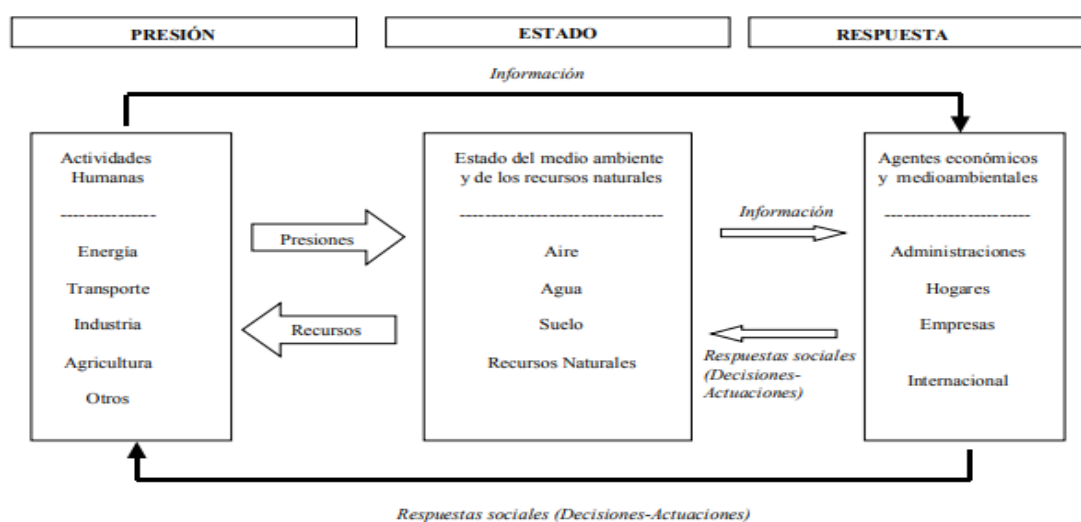 PRESIÓN
ESTADO
RESPUESTA
Información
Actividades
Humanas
---------------
Energía
Transporte
Industria
Agricultura
Otros
Presiones
Recursos
Estado del medio ambiente
y de los recursos naturales
--------------------------------
Aire
Agua
Suelo
Recursos Naturales
Información
Respuestas sociales
(Decisiones-
Actuaciones)
Agentes económicos
y medioambientales
-----------------------
Administraciones
Hogares
Empresas
Internacional
Respuestas sociales (Decisiones-Actuaciones)